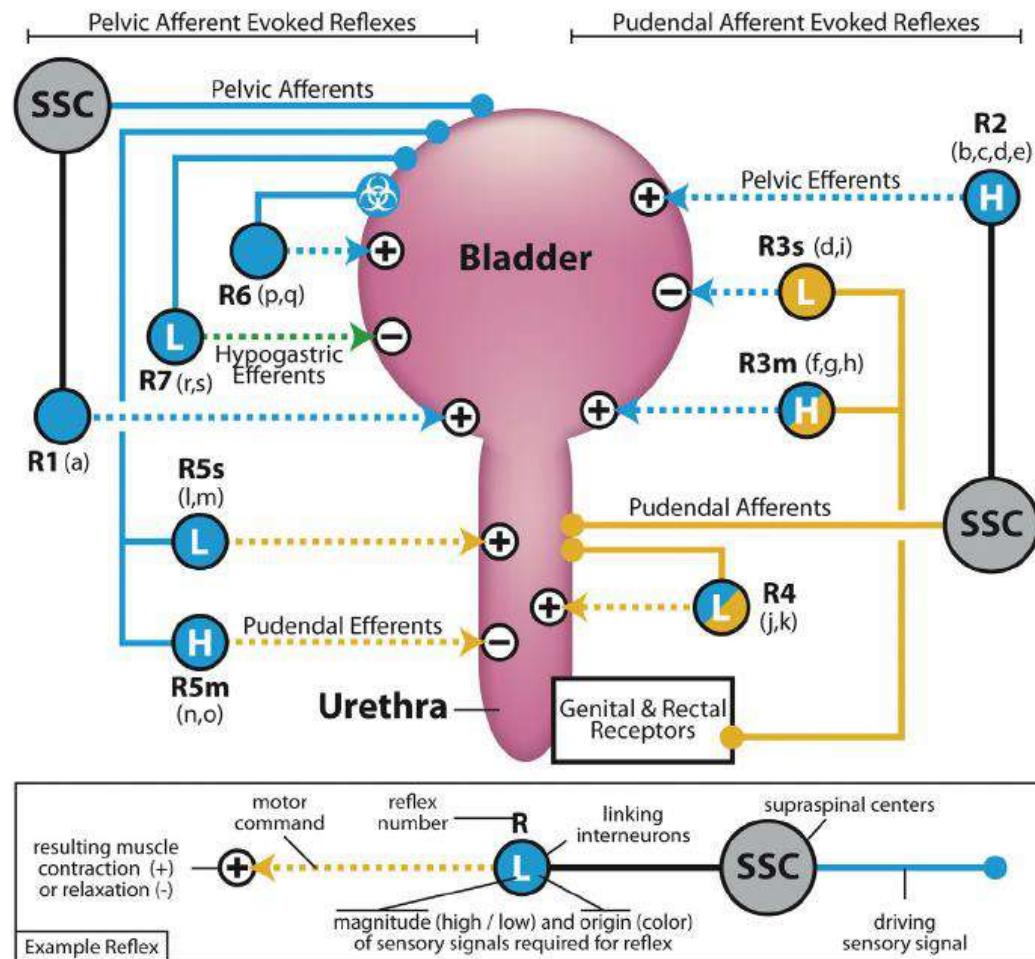 Pelvic Afferent Evoked Reflexes
Pudendal Afferent Evoked Reflexes
SSC
Pelvic Afferents
R2
(b,c,d,e)
H
Pelvic Efferents
+
+
R6 (p,q)
Bladder
R3s (d,i)
L
−
L
R7 (r,s)
Hypogastric
Efferents
−
R3m (f,g,h)
H
+
+
R1 (a)
R5s
(l,m)
L
+
Pudendal Afferents
SSC
L
R4
(j,k)
+
H
Pudendal Efferents
−
R5m
(n,o)
Urethra
Genital & Rectal
Receptors
motor
command
reflex
number
R
linking
interneurons
supraspinal centers
resulting muscle
contraction (+)
or relaxation (-)
+
L
SSC
magnitude (high / low) and origin (color)
of sensory signals required for reflex
driving
sensory signal
Example Reflex